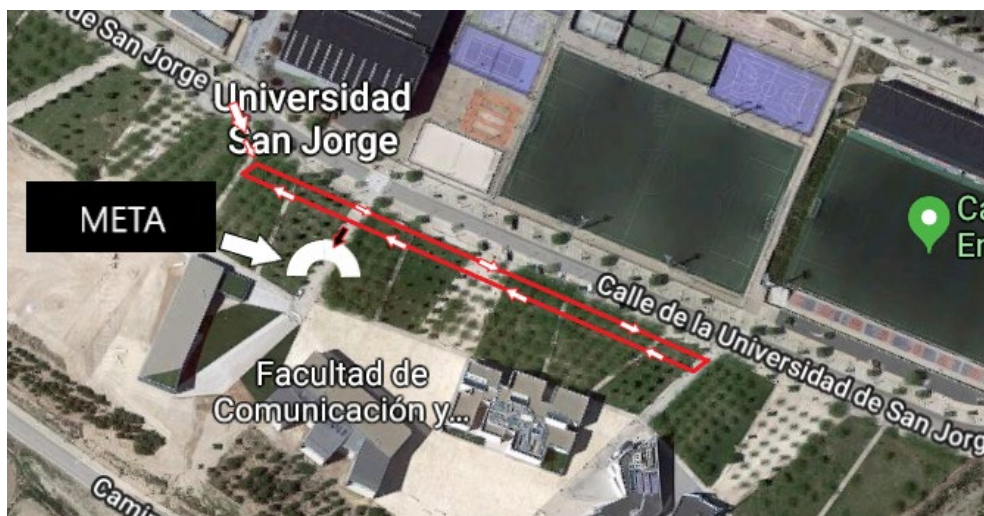 de San Jorge
Universidad
San Jorge
META
Ca
En
Calle de la Universidad de San Jorg
Facultad de
Comunicación y...
Camin